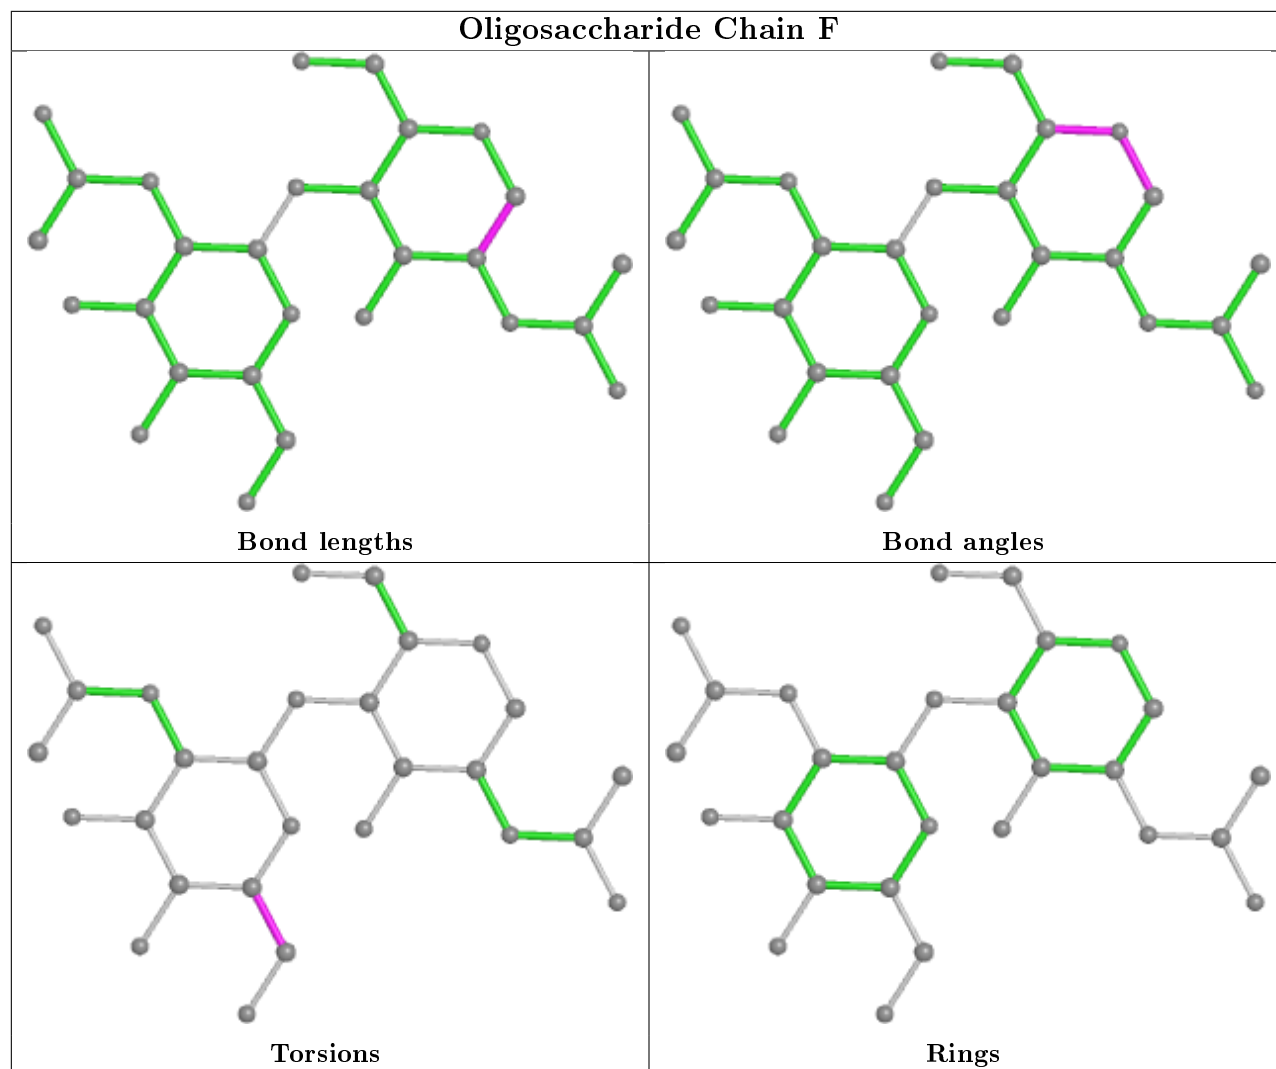 Oligosaccharide Chain F
Bond lengths
Bond angles
Torsions
Rings